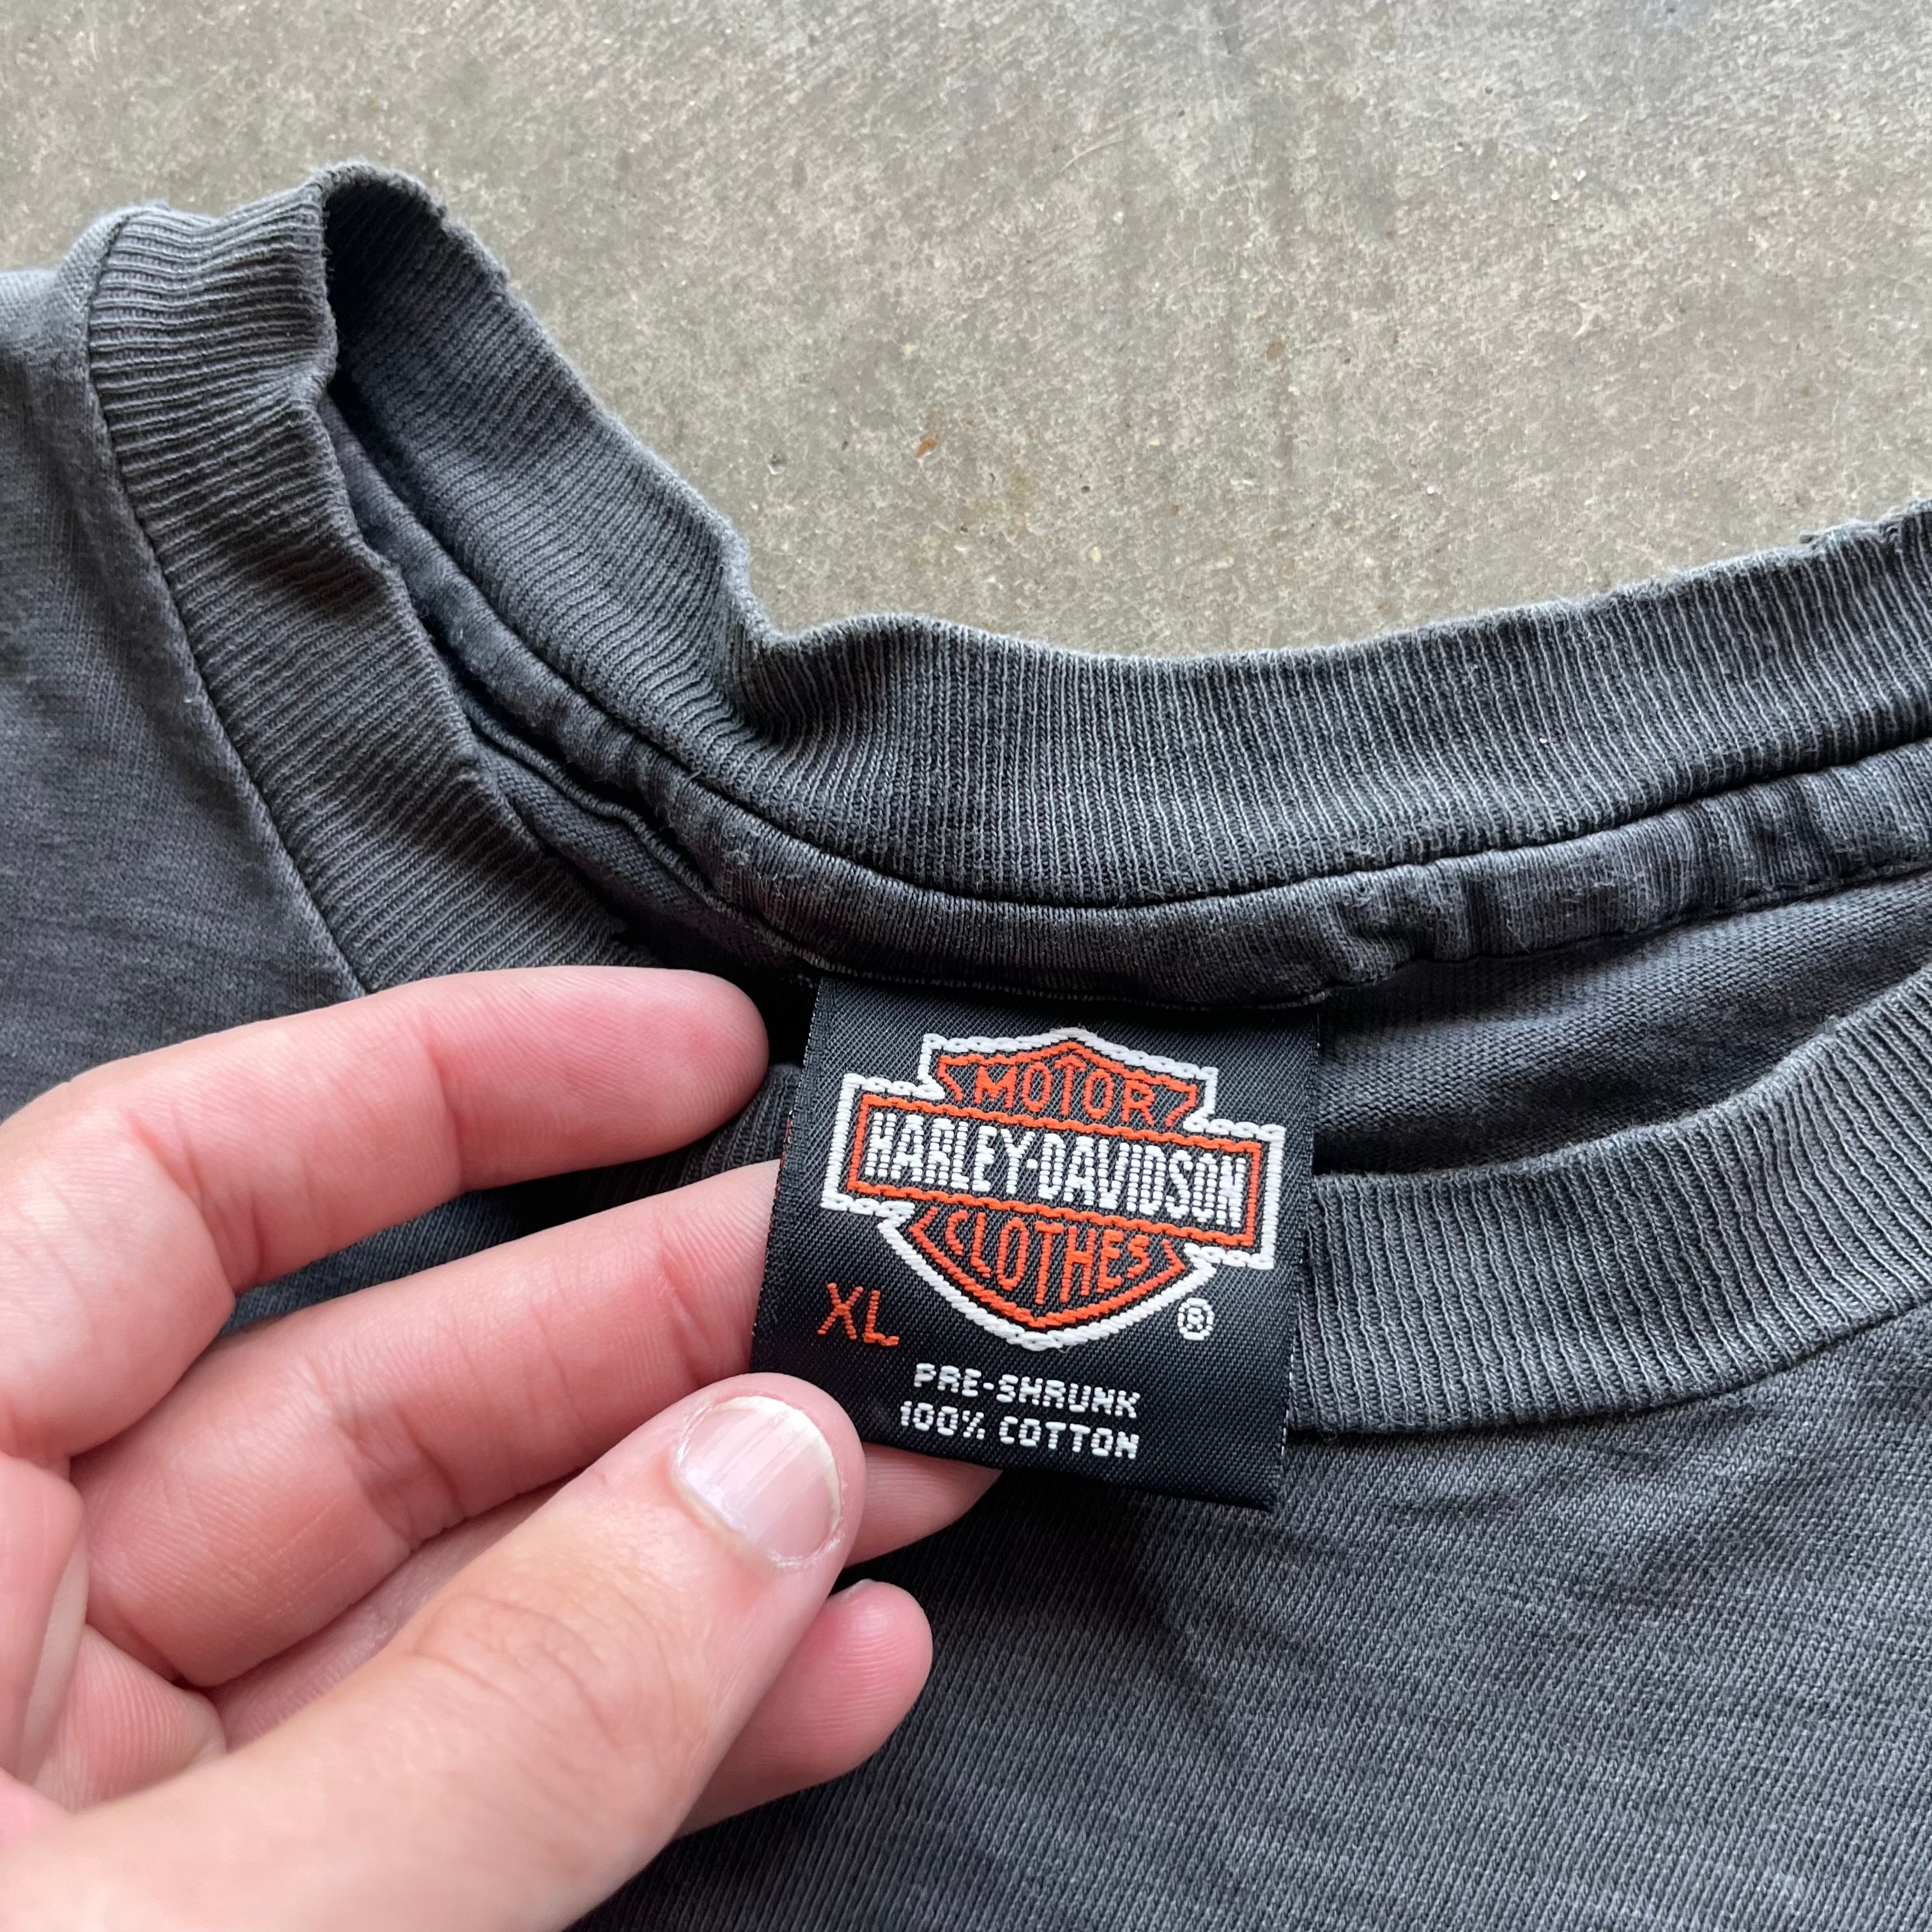 MOTOR
HARLEY-DAVIDSON
CLOTHES
XL
®
PRE-SHRUNK
100% COTTON